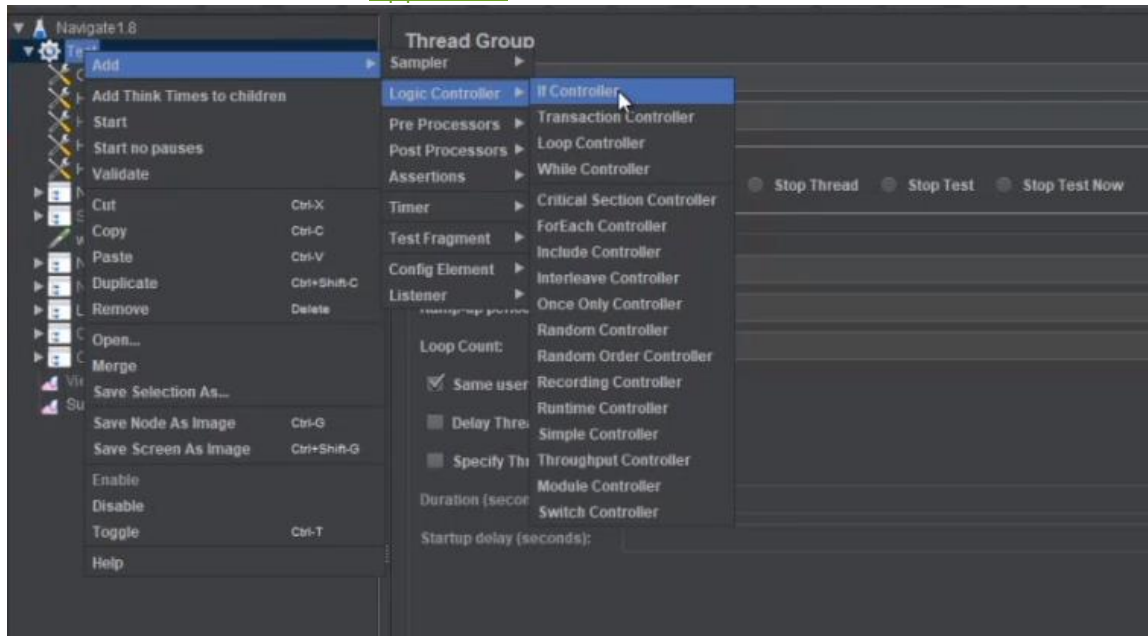 Navigate1.8
Test
Thread Group
Add
Add Think Times to children
Start
Start no pauses
Validate
Cut Ctrl-X
Copy Ctrl-C
Paste Ctrl-V
Duplicate Ctrl+Shift-C
Remove Delete
Open...
Merge
Save Selection As...
Save Node As Image Ctrl-G
Save Screen As Image Ctrl+Shift-G
Enable
Disable
Toggle Ctrl-T
Help
Sampler
Logic Controller
Pre Processors
Post Processors
Assertions
Timer
Test Fragment
Config Element
Listener
If Controller
Transaction Controller
Loop Controller
While Controller
Critical Section Controller
ForEach Controller
Include Controller
Interleave Controller
Once Only Controller
Random Controller
Random Order Controller
Recording Controller
Runtime Controller
Simple Controller
Throughput Controller
Module Controller
Switch Controller
Stop Thread Stop Test Stop Test Now
Loop Count:
Same user
Delay
Specify
Duration
Startup delay (seconds):